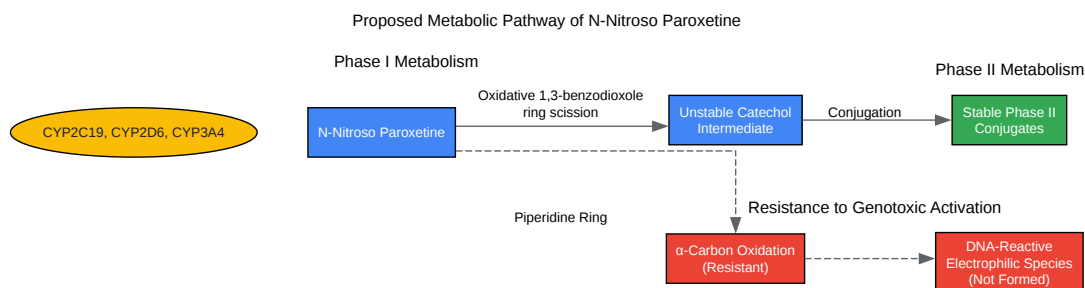 Proposed Metabolic Pathway of N-Nitroso Paroxetine
Phase I Metabolism
Phase II Metabolism
Oxidative 1,3-benzodioxole
ring scission
CYP2C19, CYP2D6, CYP3A4
N-Nitroso Paroxetine
Unstable Catechol
Intermediate
Conjugation
Stable Phase II
Conjugates
Piperidine Ring
Resistance to Genotoxic Activation
α-Carbon Oxidation
(Resistant)
DNA-Reactive
Electrophilic Species
(Not Formed)